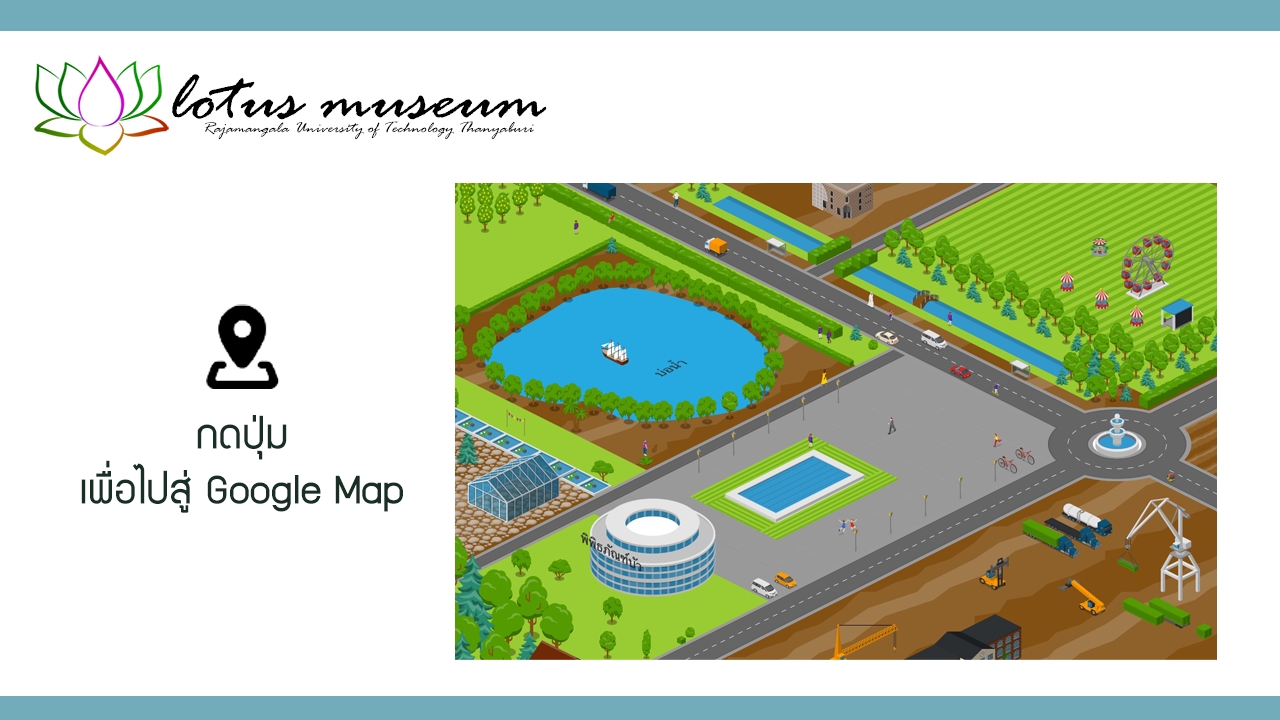 lotus museum
Rajamangala University of Technology Thanyaburi
บ่อน้ำ
กดปุ่ม
เพื่อไปสู่ Google Map
พิพิธภัณฑ์บัว